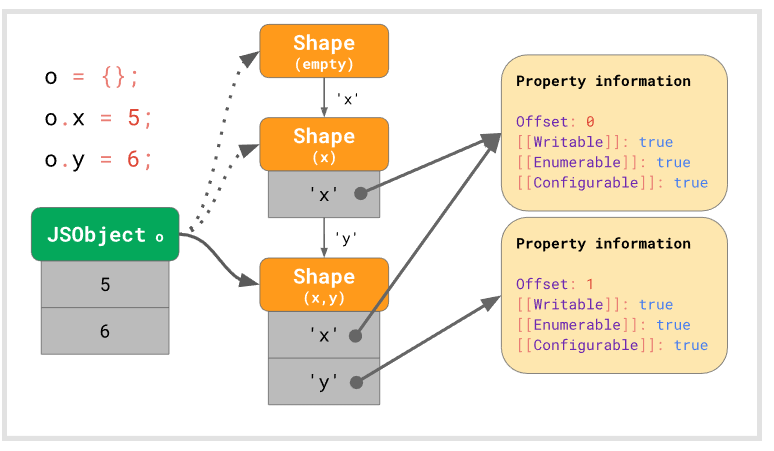 o = {};
o.x = 5;
o.y = 6;
JSObject o
5
6
Shape
(empty)
'x'
Shape
(x)
'x'
'y'
Shape
(x,y)
'x'
'y'
Property information
Offset: 0
[[Writable]]: true
[[Enumerable]]: true
[[Configurable]]: true
Property information
Offset: 1
[[Writable]]: true
[[Enumerable]]: true
[[Configurable]]: true